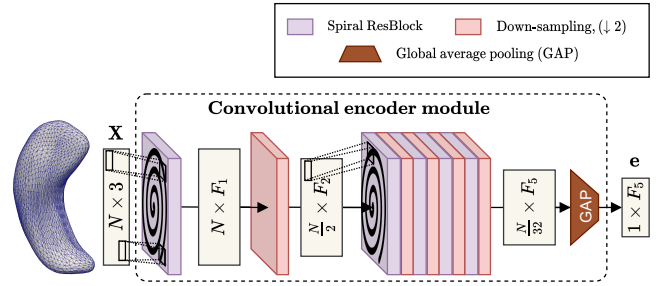 Spiral ResBlock
Down-sampling, (↓ 2)
Global average pooling (GAP)
Convolutional encoder module
X
N × 3
N × F₁
N/2 × F₂
N/32 × F₅
GAP
e
1 × F₅